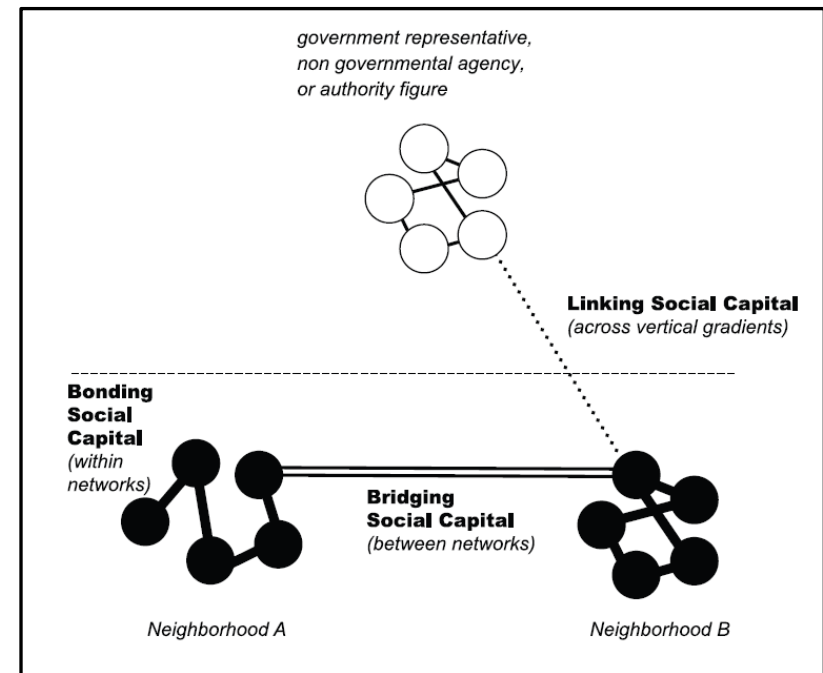 government representative,
non governmental agency,
or authority figure
Linking Social Capital
(across vertical gradients)
Bonding
Social
Capital
(within
networks)
Bridging
Social Capital
(between networks)
Neighborhood A
Neighborhood B